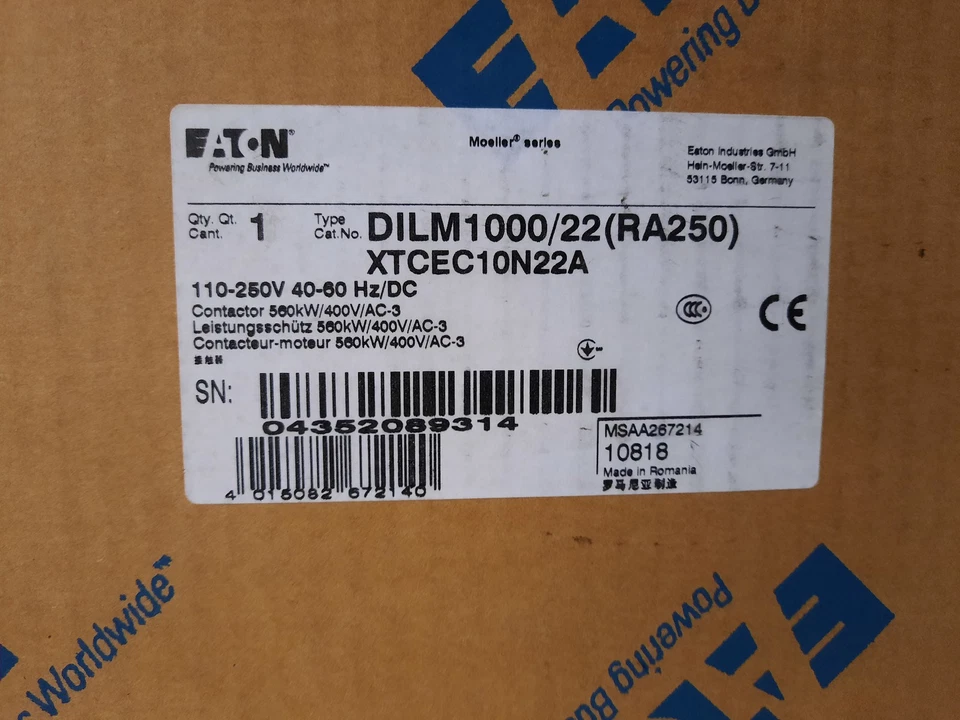 Powering B
EATON®
Powering Business Worldwide™
Moeller® series
Eaton Industries GmbH
Hein-Moeller-Str. 7-11
53115 Bonn, Germany
Qty. Qt. 1
Cant.
Type DILM1000/22(RA250)
Cat.No.
XTCEC10N22A
110-250V 40-60 Hz/DC
Contactor 560kW/400V/AC-3
Leistungsschütz 560kW/400V/AC-3
Contacteur-moteur 560kW/400V/AC-3
接触器
CCC
CE
SN:
04352089314
4 015082 672140
MSAA267214
10818
Made in Romania
罗马尼亚制造
s Worldwide™
Powering Bus